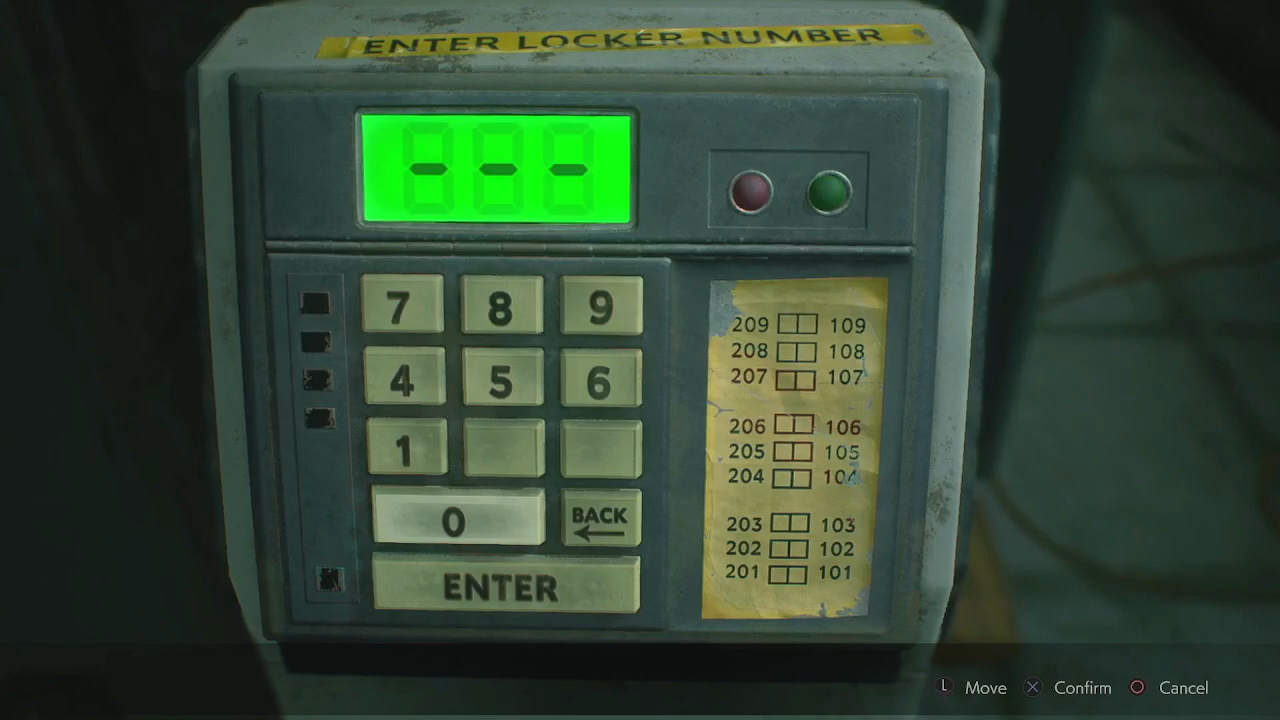 ENTER LOCKER NUMBER
- - -
7 8 9
4 5 6
1
0 BACK
ENTER
209 109
208 108
207 107
206 106
205 105
204 104
203 103
202 102
201 101
L Move Confirm Cancel